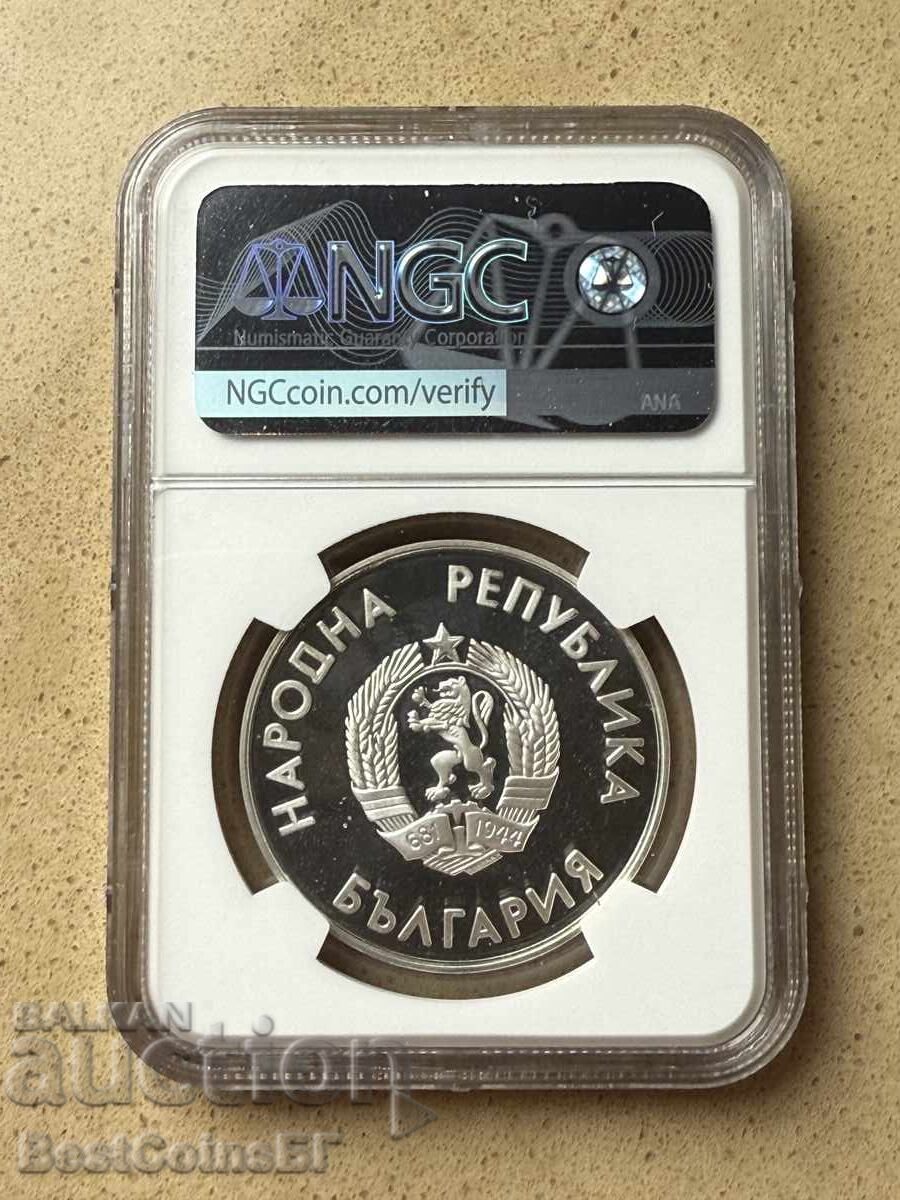 NGC
Numismatic Guaranty Corporation
NGCcoin.com/verify
ANA
НАРОДНА РЕПУБЛИКА
681 1944
БЪЛГАРИЯ
BALKAN
auction
BestCoinsБГ